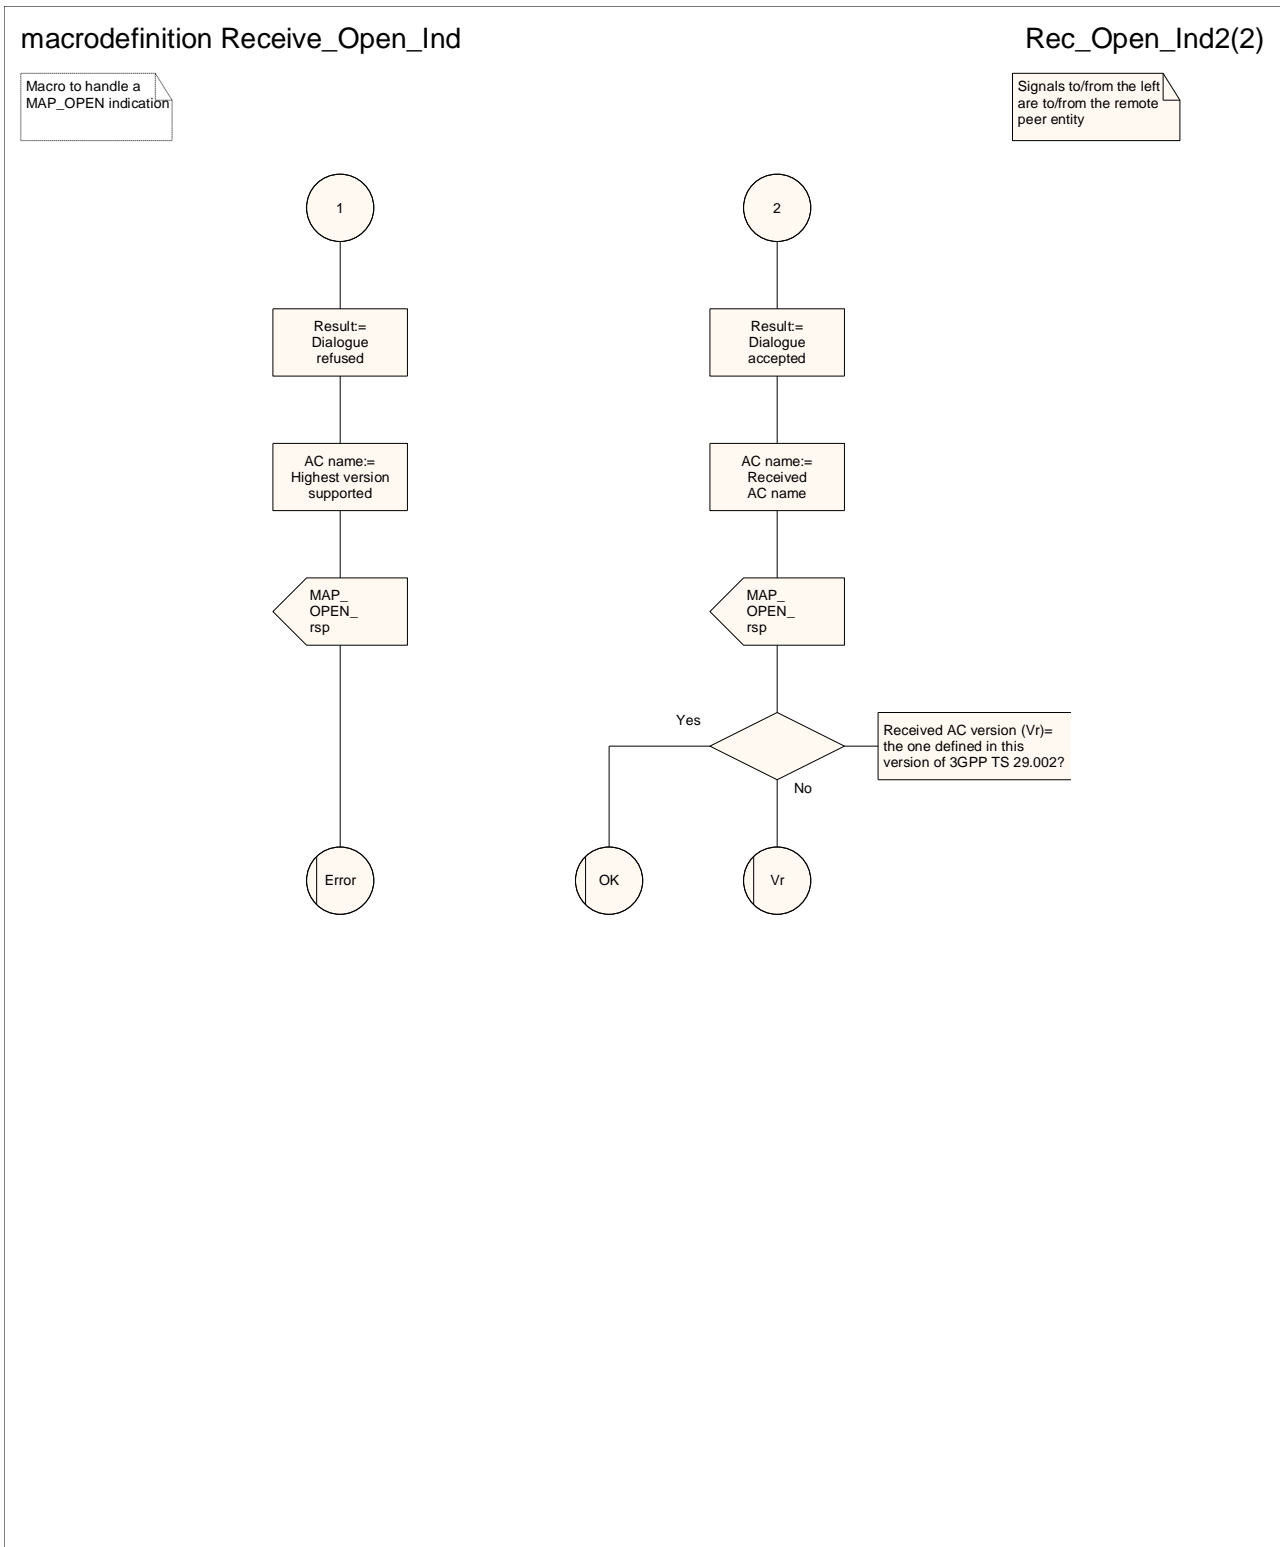 macrodefinition Receive_Open_Ind
Rec_Open_Ind2(2)
Macro to handle a
MAP_OPEN indication
Signals to/from the left
are to/from the remote
peer entity
1
2
Result:=
Dialogue
refused
Result:=
Dialogue
accepted
AC name:=
Highest version
supported
AC name:=
Received
AC name
MAP_
OPEN_
rsp
MAP_
OPEN_
rsp
Yes
Received AC version (Vr)=
the one defined in this
version of 3GPP TS 29.002?
No
Error
OK
Vr